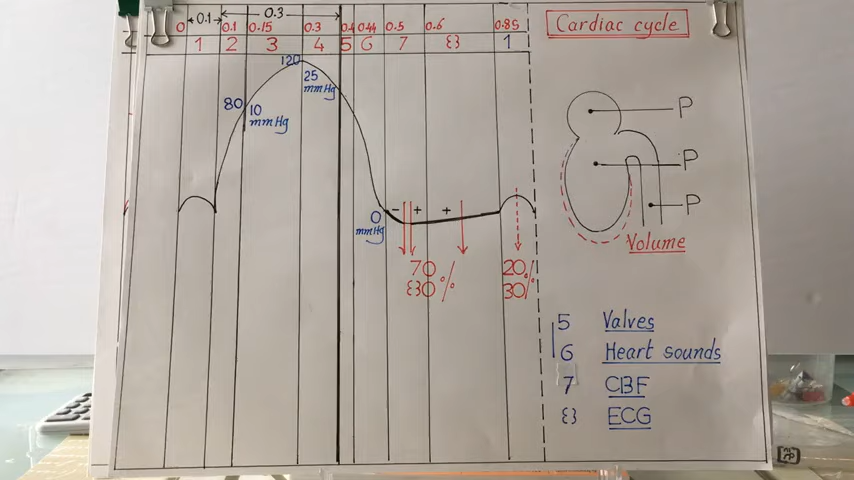 0 0.1 0.3
0.1 0.15 0.3 0.4 0.44 0.5 0.6 0.85
1 2 3 4 5 6 7 8 1
Cardiac cycle
120
25
mmHg
80
10
mmHg
P
P
P
0
mmHg
- + +
70
80%
20%
30%
Volume
5 Valves
6 Heart sounds
7 CBF
8 ECG